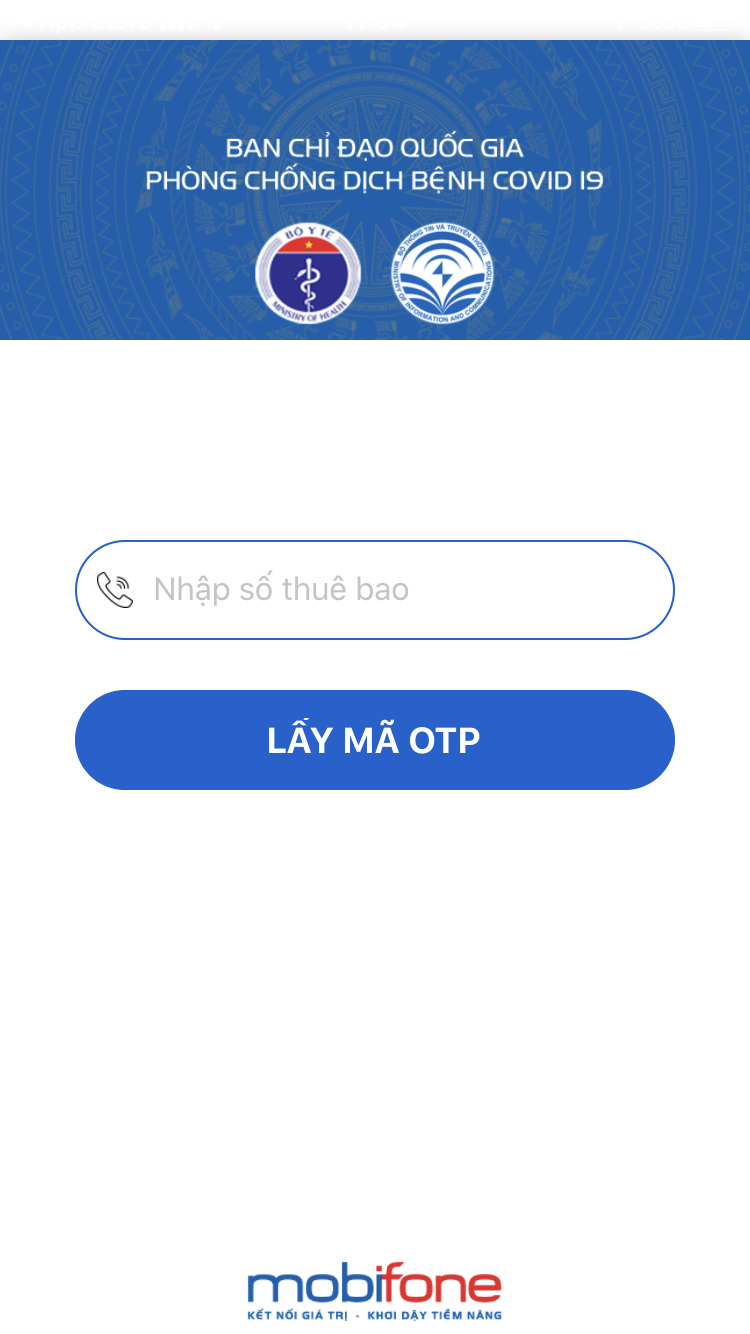 BAN CHỈ ĐẠO QUỐC GIA
PHÒNG CHỐNG DỊCH BỆNH COVID 19
BỘ Y TẾ
MINISTRY OF HEALTH
BỘ THÔNG TIN VÀ TRUYỀN THÔNG
MINISTRY OF INFORMATION AND COMMUNICATIONS
Nhập số thuê bao
LẤY MÃ OTP
mobifone
KẾT NỐI GIÁ TRỊ - KHƠI DẬY TIỀM NĂNG